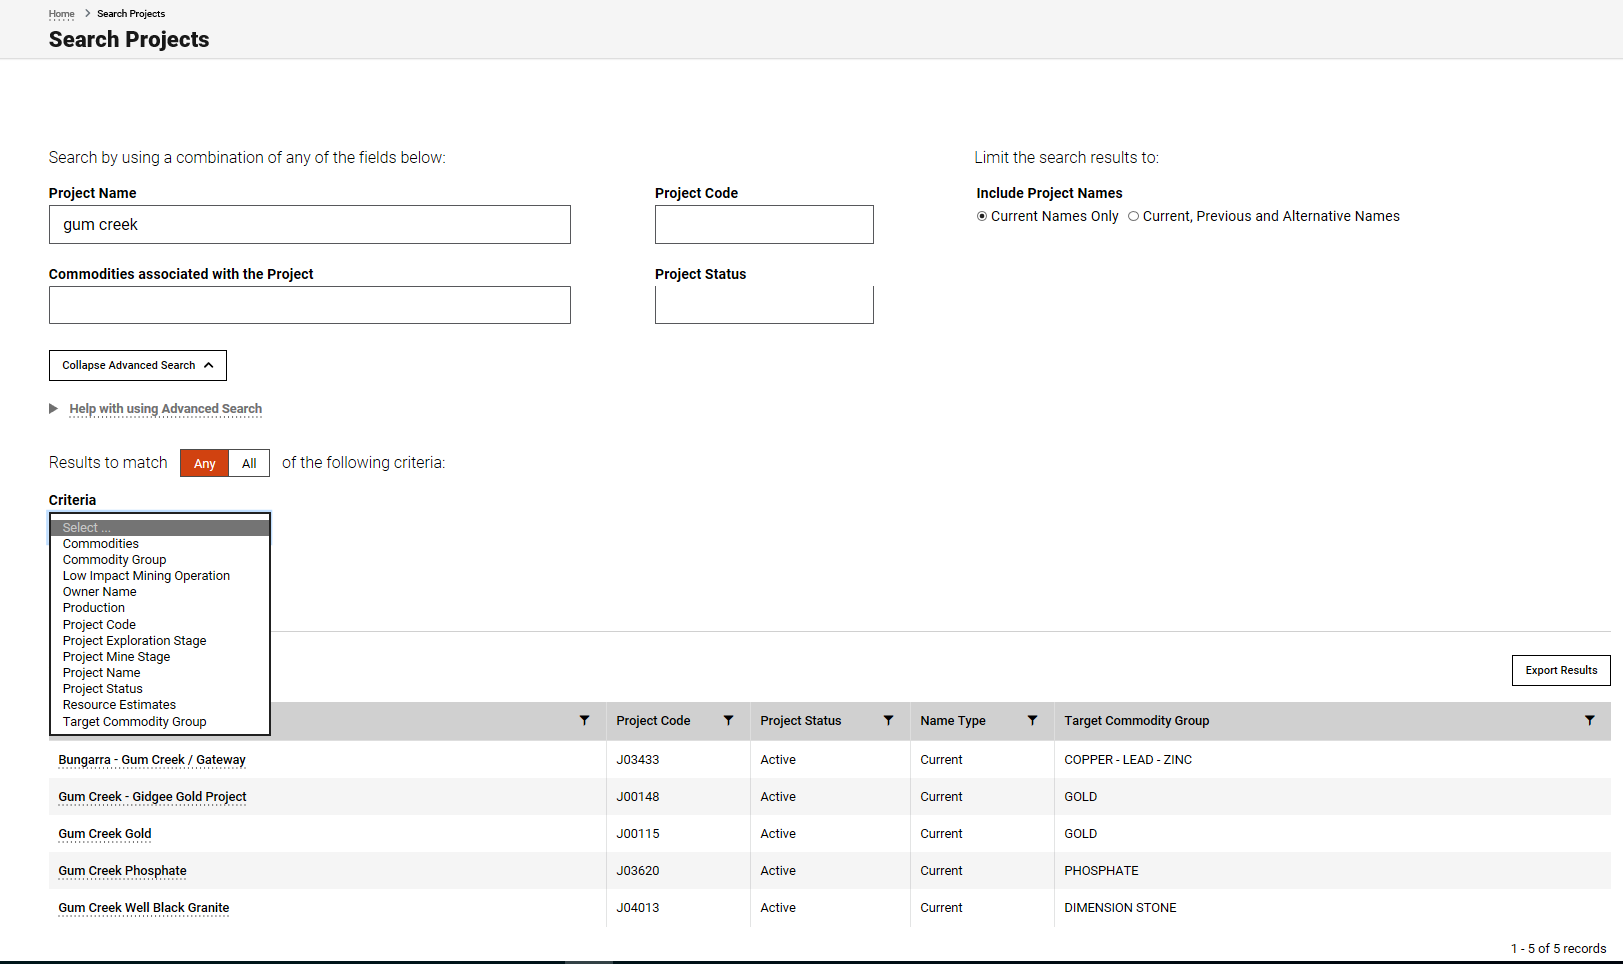 Home > Search Projects
Search Projects
Search by using a combination of any of the fields below:
Limit the search results to:
Project Name
Project Code
Include Project Names
gum creek
Current Names Only Current, Previous and Alternative Names
Commodities associated with the Project
Project Status
Collapse Advanced Search
Help with using Advanced Search
Results to match Any All of the following criteria:
Criteria
Select ...
Commodities
Commodity Group
Low Impact Mining Operation
Owner Name
Production
Project Code
Project Exploration Stage
Project Mine Stage
Project Name
Project Status
Resource Estimates
Target Commodity Group
Export Results
Project Code Project Status Name Type Target Commodity Group
Bungarra - Gum Creek / Gateway J03433 Active Current COPPER - LEAD - ZINC
Gum Creek - Gidgee Gold Project J00148 Active Current GOLD
Gum Creek Gold J00115 Active Current GOLD
Gum Creek Phosphate J03620 Active Current PHOSPHATE
Gum Creek Well Black Granite J04013 Active Current DIMENSION STONE
1 - 5 of 5 records